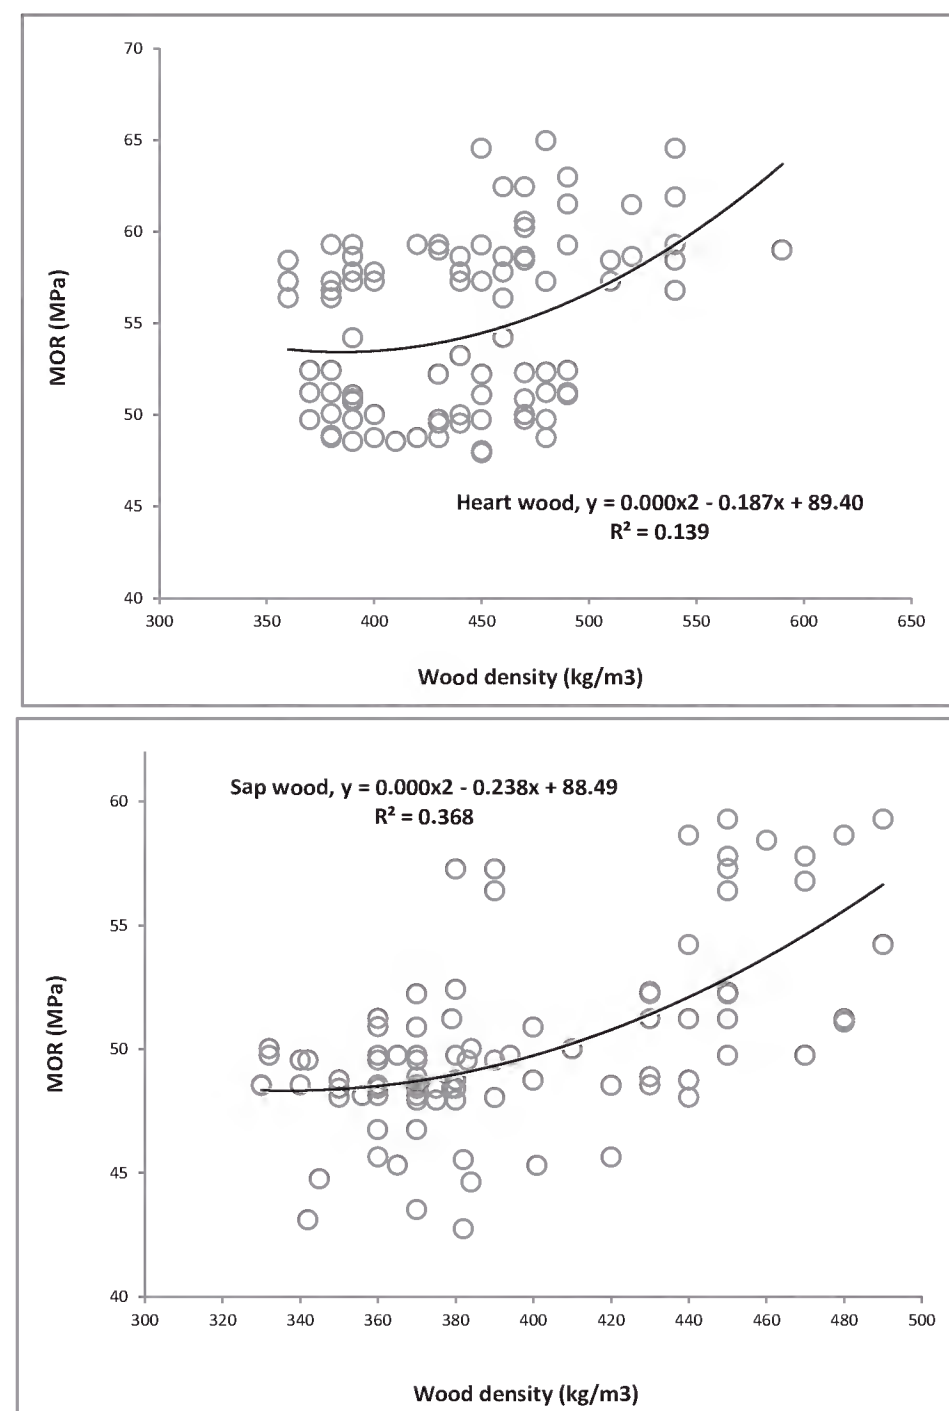 70
65
60
55
50
45
40
MOR (MPa)
Heart wood, y = 0.000x2 - 0.187x + 89.40
R² = 0.139
300 350 400 450 500 550 600 650
Wood density (kg/m3)
Sap wood, y = 0.000x2 - 0.238x + 88.49
R² = 0.368
60
55
50
45
40
MOR (MPa)
300 320 340 360 380 400 420 440 460 480 500
Wood density (kg/m3)